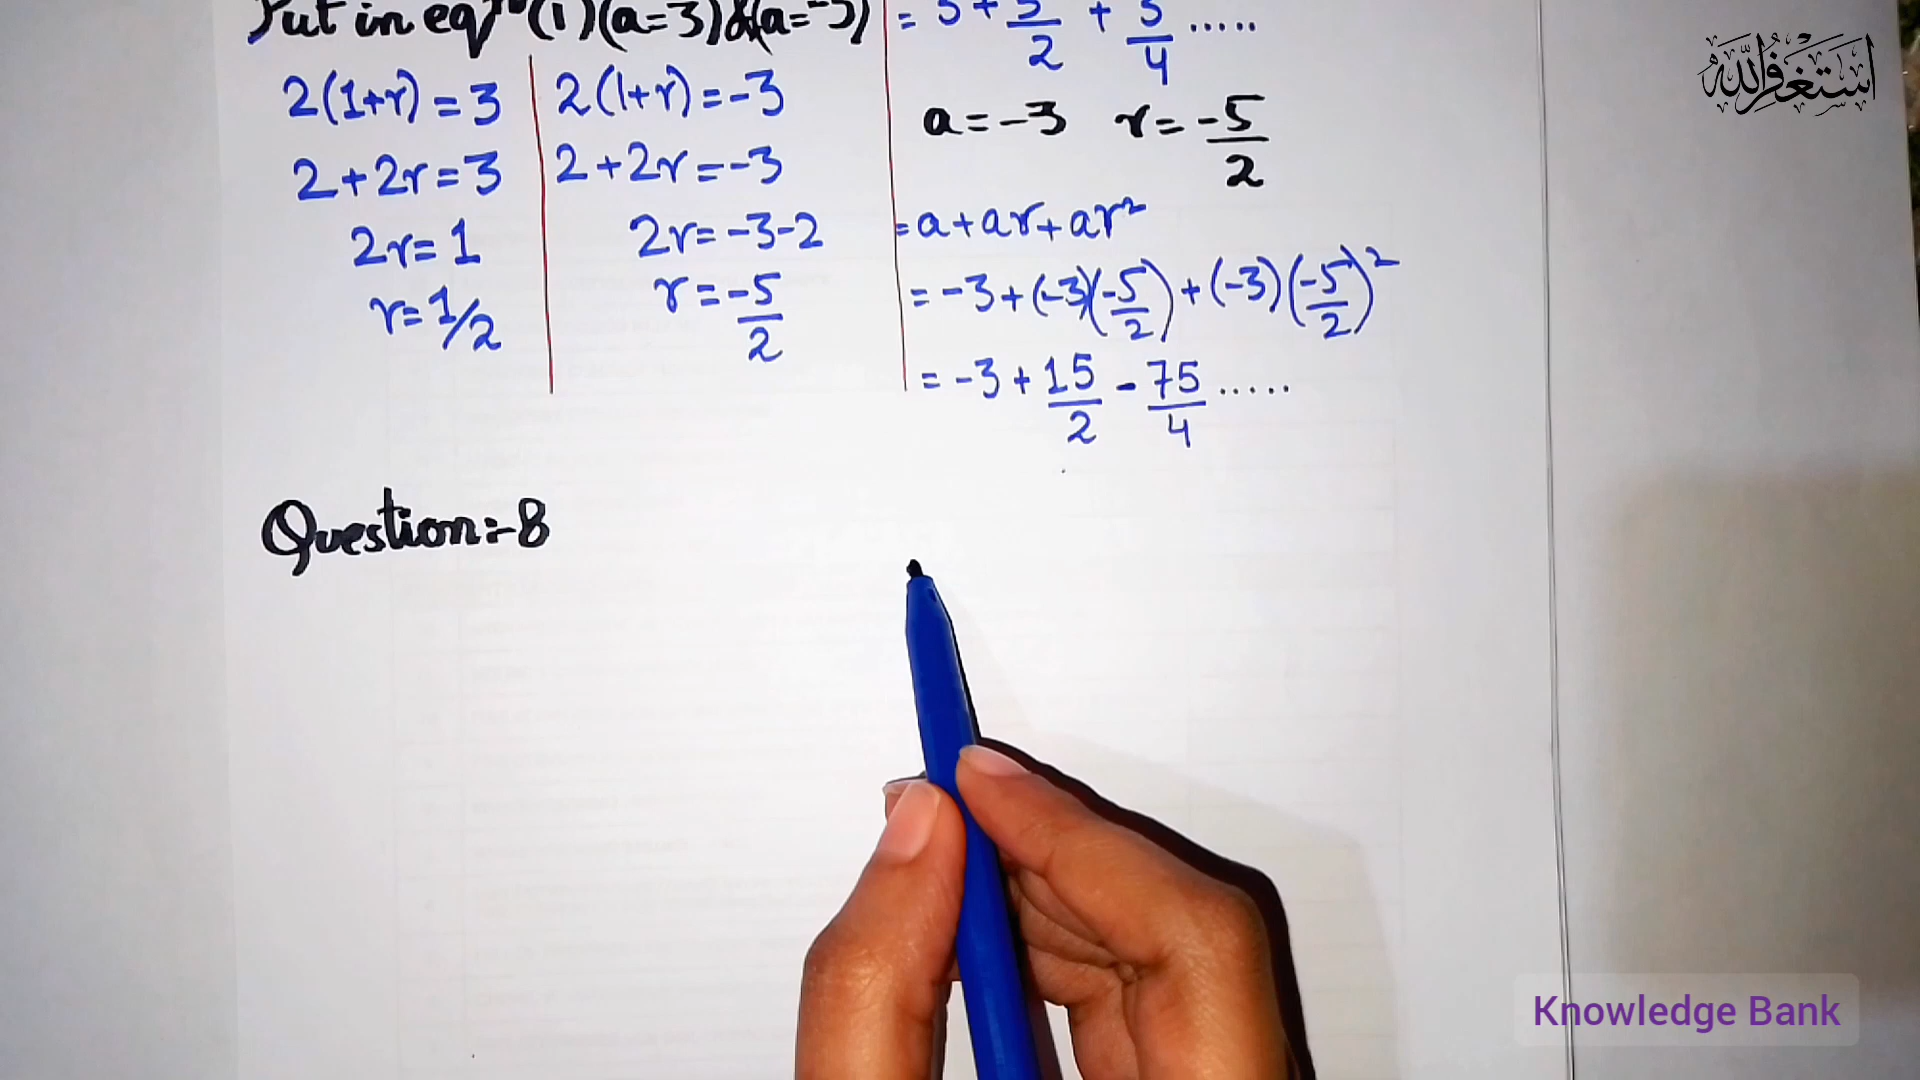 Put in eqⁿ (1)(a=3)&(a=-3)
2(1+r) = 3
2+2r=3
2r=1
r=1/2
2(1+r)=-3
2+2r=-3
2r=-3-2
r=-5/2
a=-3 r=-5/2
=a+ar+ar²
=-3+(-3)(-5/2)+(-3)(-5/2)²
=-3+15/2-75/4.....
Question:-8
أستغفر الله
Knowledge Bank